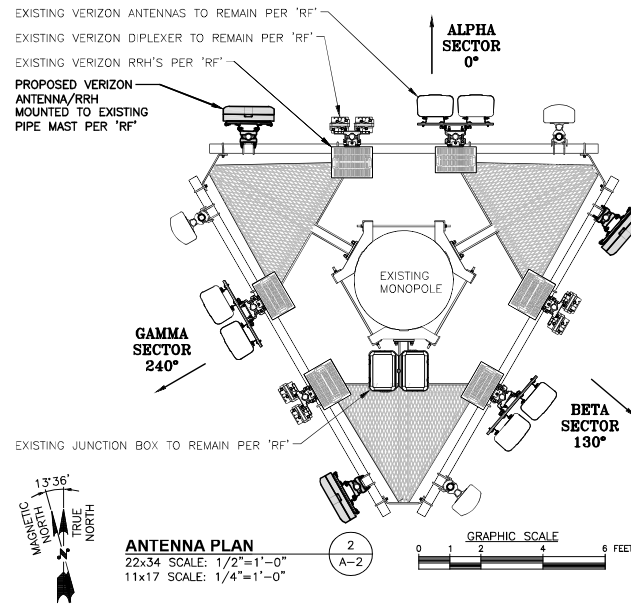 EXISTING VERIZON ANTENNAS TO REMAIN PER 'RF'
EXISTING VERIZON DIPLEXER TO REMAIN PER 'RF'
EXISTING VERIZON RRH'S PER 'RF'
PROPOSED VERIZON
ANTENNA/RRH
MOUNTED TO EXISTING
PIPE MAST PER 'RF'
ALPHA
SECTOR
0°
EXISTING
MONOPOLE
GAMMA
SECTOR
240°
BETA
SECTOR
130°
EXISTING JUNCTION BOX TO REMAIN PER 'RF'
13°36'
MAGNETIC
NORTH
TRUE
NORTH
N
ANTENNA PLAN
22x34 SCALE: 1/2"=1'-0"
11x17 SCALE: 1/4"=1'-0"
2
A-2
GRAPHIC SCALE
0 1 2 4 6 FEET